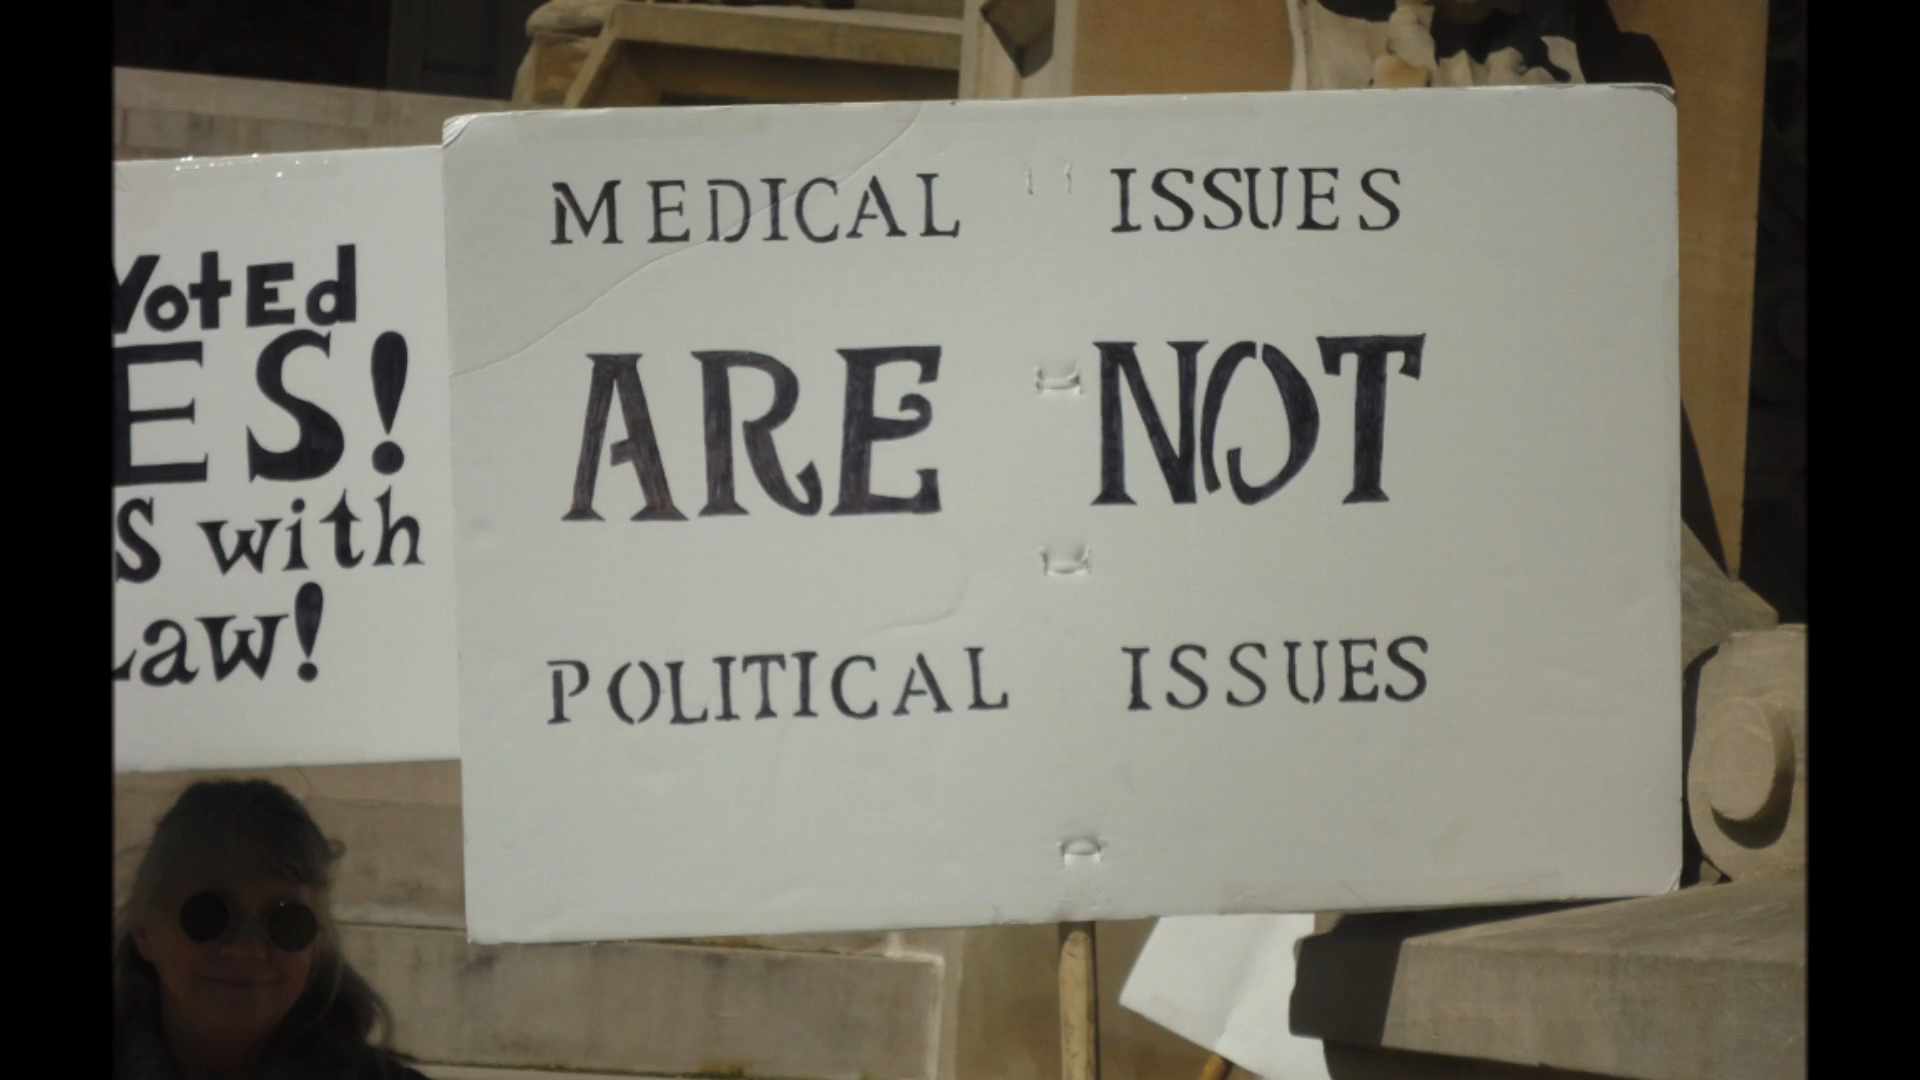 Voted
ES!
S with
Law!
MEDICAL ISSUES
ARE NOT
POLITICAL ISSUES